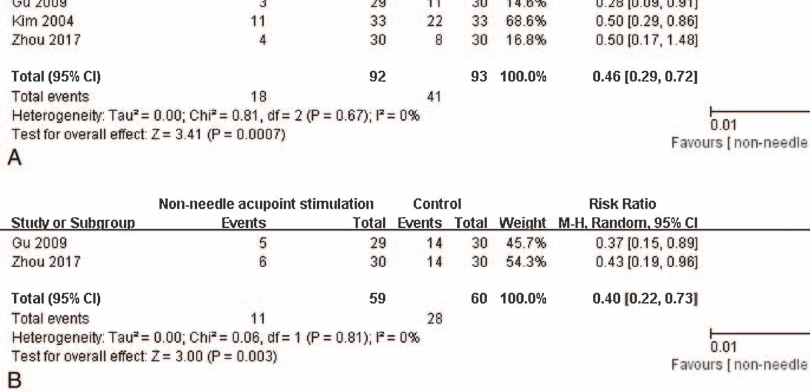 Gu 2009 3 29 11 30 14.6% 0.28 [0.09, 0.91]
Kim 2004 11 33 22 33 68.6% 0.50 [0.29, 0.86]
Zhou 2017 4 30 8 30 16.8% 0.50 [0.17, 1.48]
Total (95% CI) 92 93 100.0% 0.46 [0.29, 0.72]
Total events 18 41
Heterogeneity: Tau² = 0.00; Chi² = 0.81, df = 2 (P = 0.67); I² = 0%
Test for overall effect: Z = 3.41 (P = 0.0007)
0.01
Favours [ non-needle
A
Non-needle acupoint stimulation Control Risk Ratio
Study or Subgroup Events Total Events Total Weight M-H, Random, 95% CI
Gu 2009 5 29 14 30 45.7% 0.37 [0.15, 0.89]
Zhou 2017 6 30 14 30 54.3% 0.43 [0.19, 0.96]
Total (95% CI) 59 60 100.0% 0.40 [0.22, 0.73]
Total events 11 28
Heterogeneity: Tau² = 0.00; Chi² = 0.06, df = 1 (P = 0.81); I² = 0%
Test for overall effect: Z = 3.00 (P = 0.003)
0.01
Favours [ non-needle
B